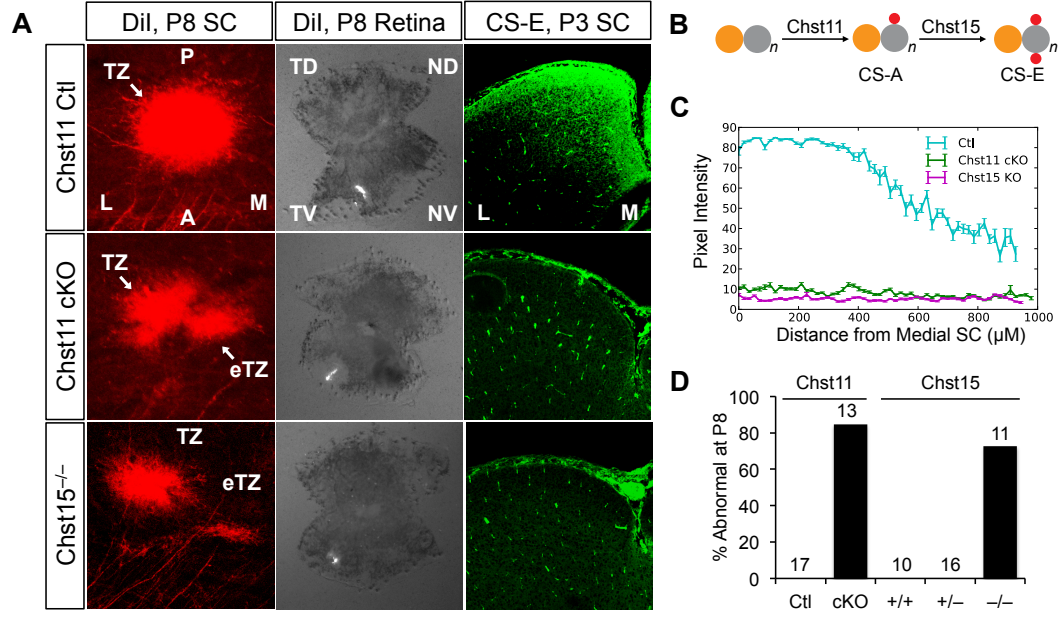 A
DiI, P8 SC
DiI, P8 Retina
CS-E, P3 SC
Chst11 Ctl
TZ
P
L
A
M
TD
ND
TV
NV
L
M
Chst11 cKO
TZ
eTZ
Chst15–/–
TZ
eTZ
B
Chst11
Chst15
n
n
n
CS-A
CS-E
C
Pixel Intensity
90
80
70
60
50
40
30
20
10
0
Ctl
Chst11 cKO
Chst15 KO
0
200
400
600
800
1000
Distance from Medial SC (µM)
D
Chst11
Chst15
% Abnormal at P8
100
80
60
40
20
0
17
13
10
16
11
Ctl
cKO
+/+
+/–
–/–